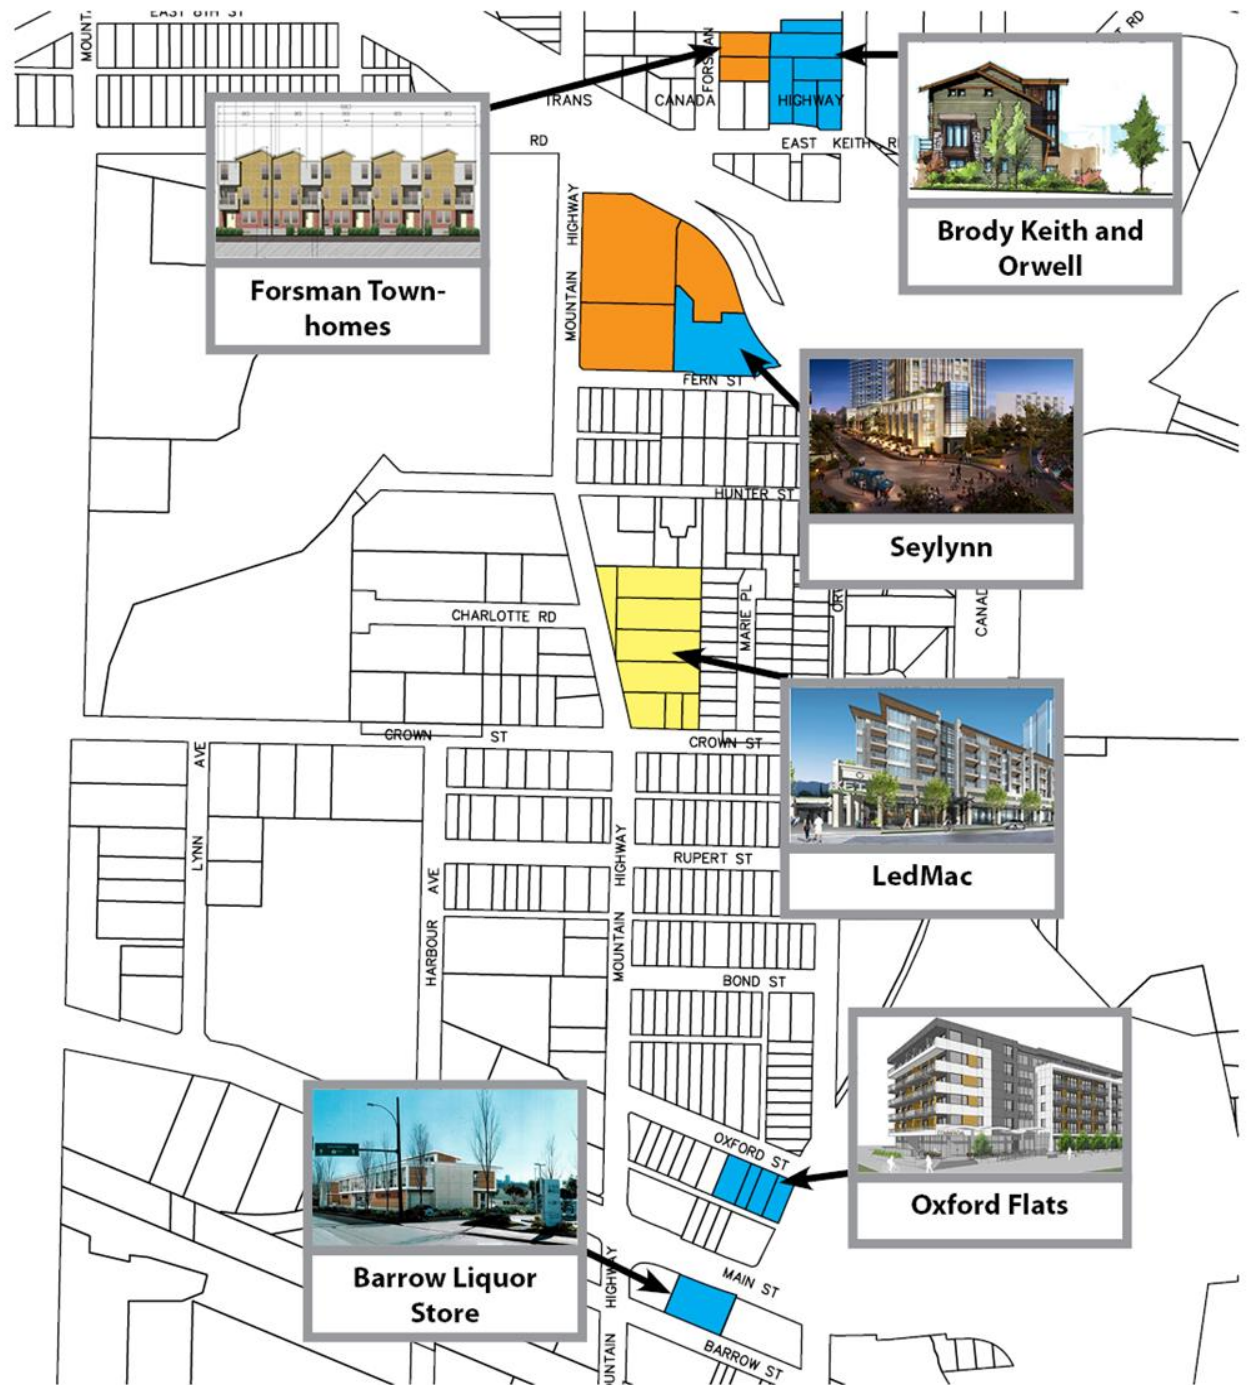 EAST 8TH ST
MOUNT
FORSMAN
TRANS CANADA HIGHWAY
EAST KEITH
RD
RD
MOUNTAIN HIGHWAY
Forsman Town-
homes
Brody Keith and
Orwell
FERN ST
Seylynn
HUNTER ST
CHARLOTTE RD
MARIE PL
CANAD
LedMac
CROWN ST
CROWN ST
LYNN AVE
HARBOUR AVE
MOUNTAIN HIGHWAY
RUPERT ST
BOND ST
OXFORD ST
Oxford Flats
Barrow Liquor
Store
MAIN ST
BARROW ST
HIGHWAY
UNTAIN